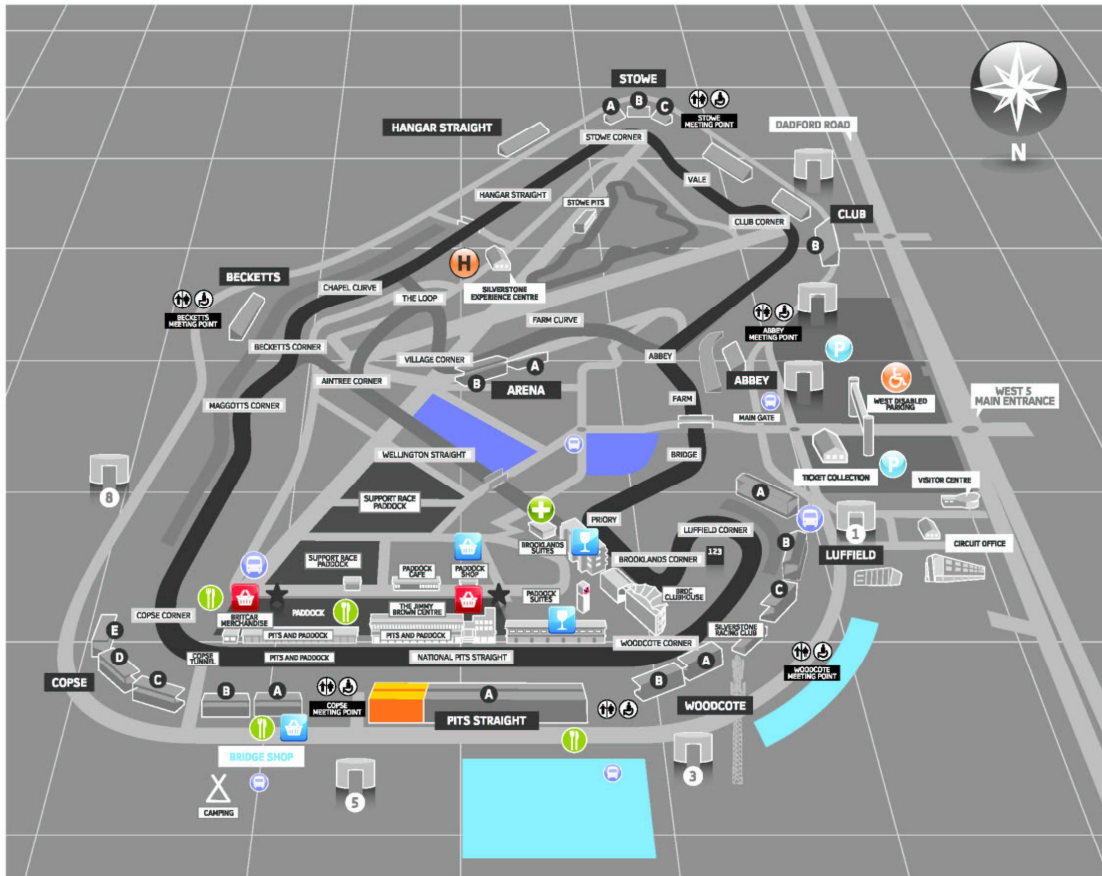 STOWE
A
B
C
STOWE
MEETING POINT
HANGAR STRAIGHT
STOWE CORNER
DADFORD ROAD
N
VALE
HANGAR STRAIGHT
STOWE PITS
CLUB CORNER
CLUB
B
BECKETTS
H
SILVERSTONE
EXPERIENCE CENTRE
CHAPEL CURVE
THE LOOP
BECKETTS
MEETING POINT
FARM CURVE
ABBEY
MEETING POINT
BECKETTS CORNER
VILLAGE CORNER
A
B
ARENA
ABBEY
P
ABBEY
AINTREE CORNER
FARM
WEST DISABLED
PARKING
WEST 5
MAIN ENTRANCE
MAGGOTTS CORNER
MAIN GATE
WELLINGTON STRAIGHT
BRIDGE
TICKET COLLECTION
P
VISITOR CENTRE
8
SUPPORT RACE
PADDOCK
A
PRIORY
LUFFIELD CORNER
1
LUFFIELD
B
CIRCUIT OFFICE
BROOKLANDS
SUITES
BROOKLANDS CORNER
123
SUPPORT RACE
PADDOCK
PADDOCK
CAFE
PADDOCK
SHOP
PADDOCK
SUITES
BRDC
CLUBHOUSE
C
COPSE CORNER
BRITCAR
MERCHANDISE
PADDOCK
THE JIMMY
BROWN CENTRE
SILVERSTONE
RACING CLUB
PITS AND PADDOCK
PITS AND PADDOCK
WOODCOTE CORNER
E
D
C
COPSE
COPSE
TUNNEL
PITS AND PADDOCK
NATIONAL PITS STRAIGHT
A
B
WOODCOTE
WOODCOTE
MEETING POINT
B
A
COPSE
MEETING POINT
A
PITS STRAIGHT
BRIDGE SHOP
3
5
CAMPING